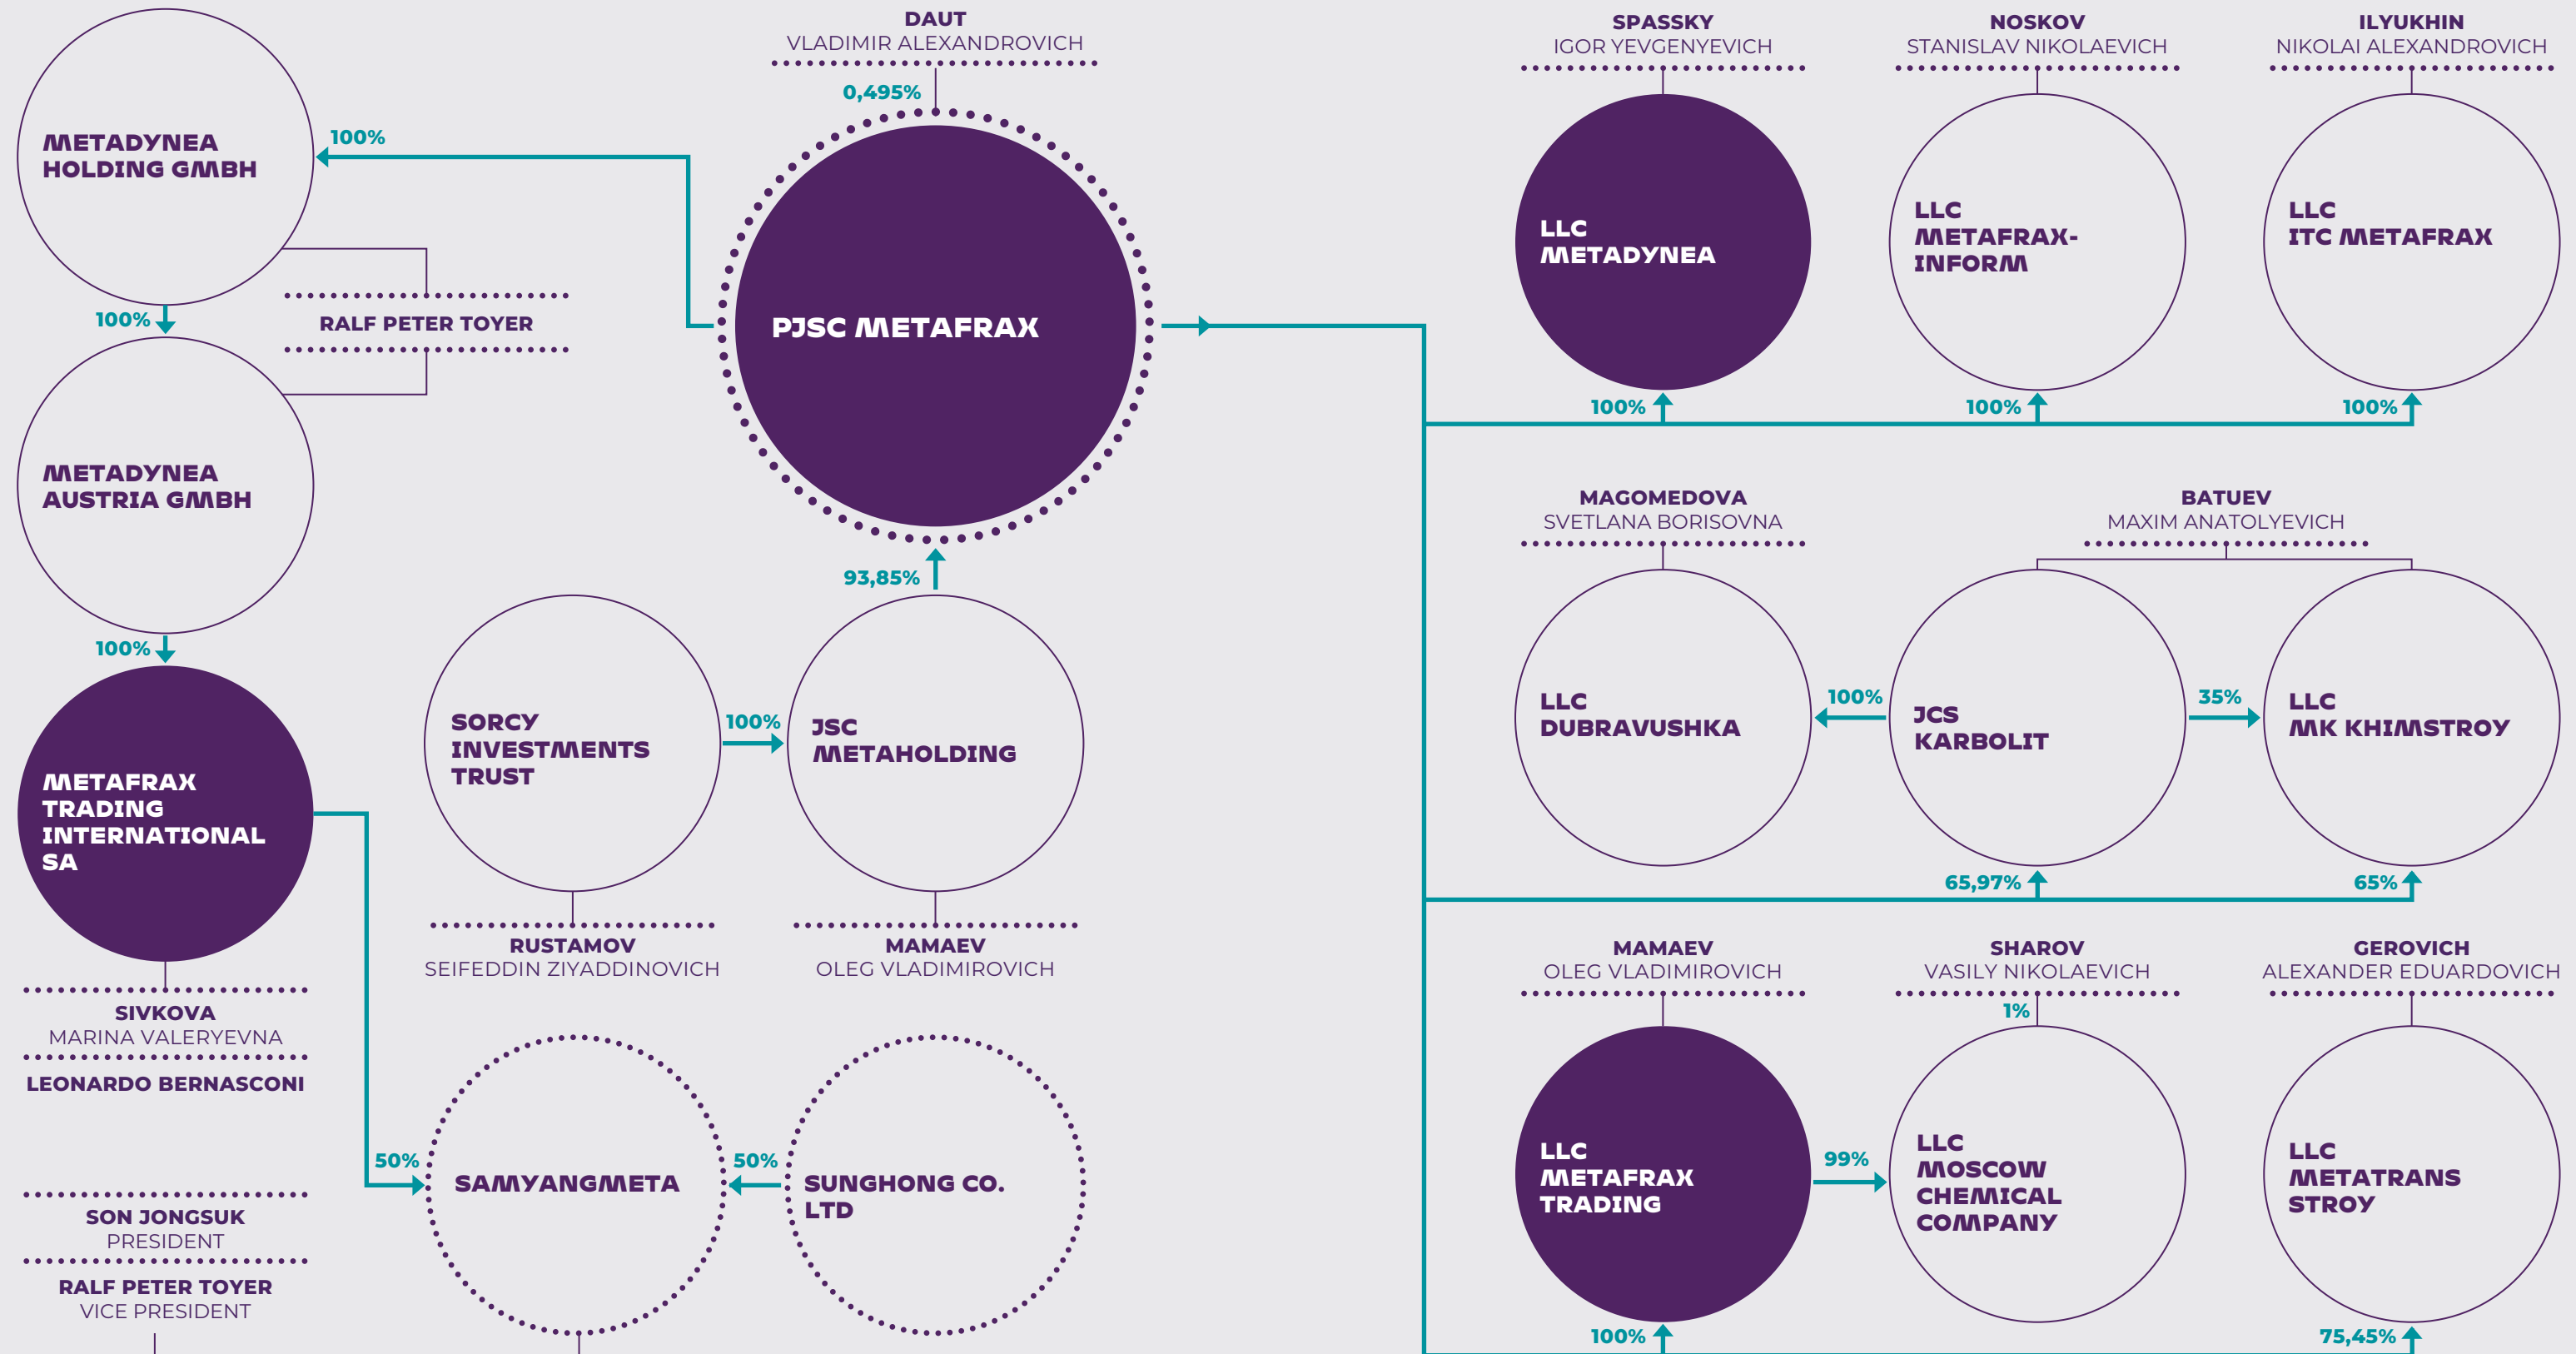 DAUT
VLADIMIR ALEXANDROVICH
0,495%
PJSC METAFRAX
100%
METADYNEA
HOLDING GMBH
RALF PETER TOYER
100%
METADYNEA
AUSTRIA GMBH
100%
METAFRAX
TRADING
INTERNATIONAL
SA
SIVKOVA
MARINA VALERYEVNA
LEONARDO BERNASCONI
93,85%
SORCY
INVESTMENTS
TRUST
100%
JSC
METAHOLDING
RUSTAMOV
SEIFEDDIN ZIYADDINOVICH
MAMAEV
OLEG VLADIMIROVICH
50%
SAMYANGMETA
50%
SUNGHONG CO.
LTD
SON JONGSUK
PRESIDENT
RALF PETER TOYER
VICE PRESIDENT
SPASSKY
IGOR YEVGENYEVICH
NOSKOV
STANISLAV NIKOLAEVICH
ILYUKHIN
NIKOLAI ALEXANDROVICH
LLC
METADYNEA
LLC
METAFRAX-
INFORM
LLC
ITC METAFRAX
100%
100%
100%
MAGOMEDOVA
SVETLANA BORISOVNA
BATUEV
MAXIM ANATOLYEVICH
LLC
DUBRAVUSHKA
100%
JCS
KARBOLIT
35%
LLC
MK KHIMSTROY
65,97%
65%
MAMAEV
OLEG VLADIMIROVICH
SHAROV
VASILY NIKOLAEVICH
GEROVICH
ALEXANDER EDUARDOVICH
1%
LLC
METAFRAX
TRADING
99%
LLC
MOSCOW
CHEMICAL
COMPANY
LLC
METATRANS
STROY
100%
75,45%